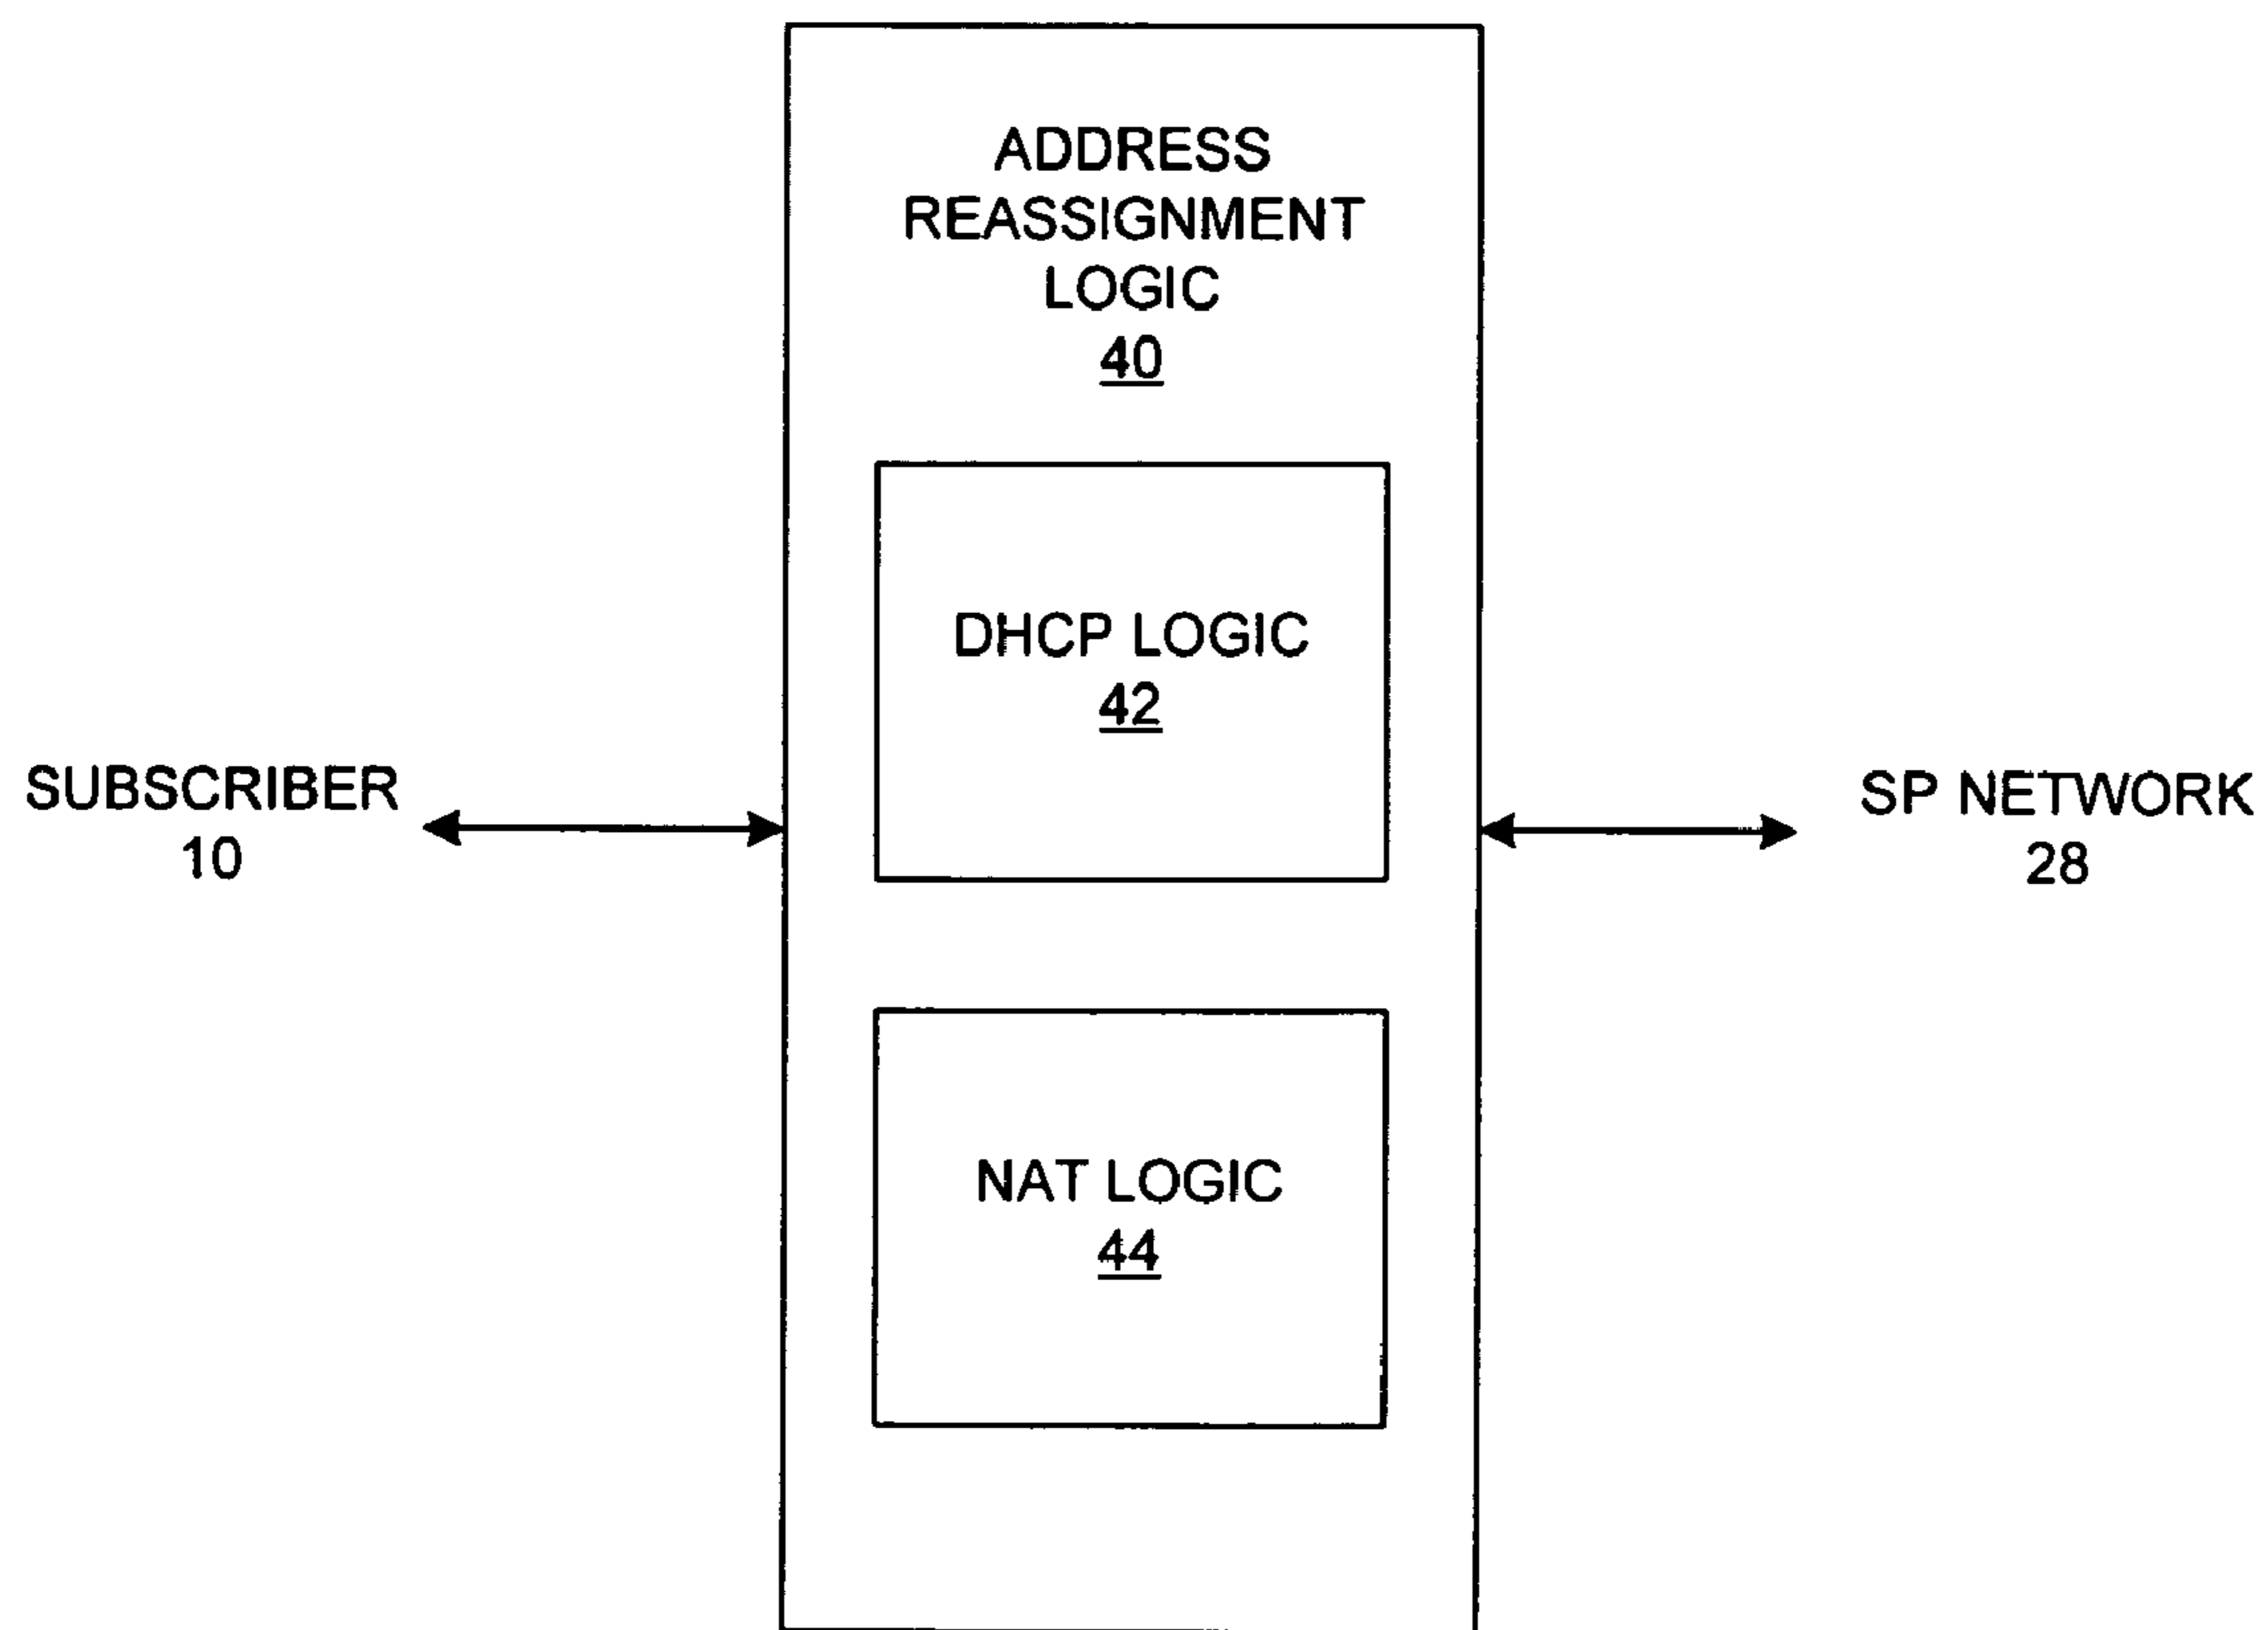 ADDRESS
REASSIGNMENT
LOGIC
40
DHCP LOGIC
42
SUBSCRIBER
10
SP NETWORK
28
NAT LOGIC
44